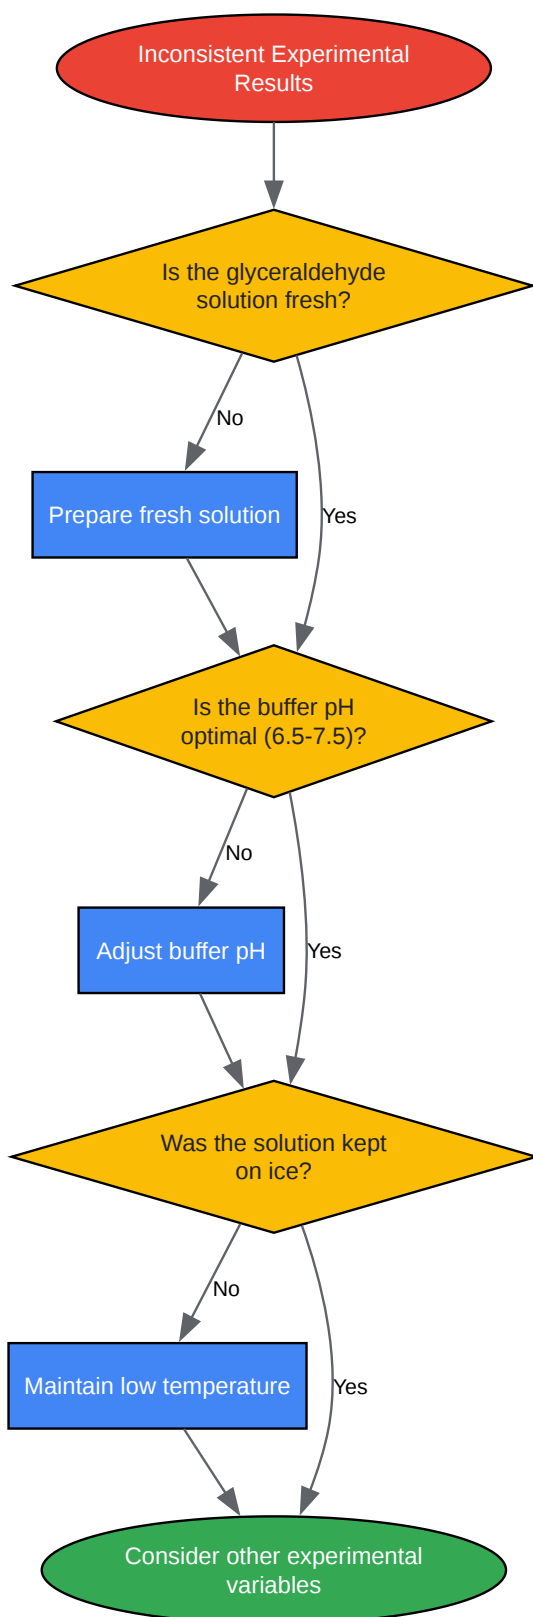 Inconsistent Experimental
Results
Is the glyceraldehyde
solution fresh?
No
Prepare fresh solution
Yes
Is the buffer pH
optimal (6.5-7.5)?
No
Adjust buffer pH
Yes
Was the solution kept
on ice?
No
Maintain low temperature
Yes
Consider other experimental
variables